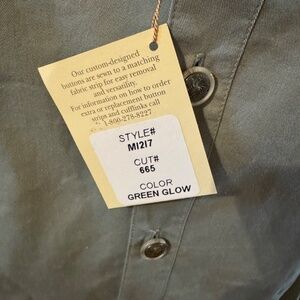 Our custom-designed
buttons are sewn to a matching
fabric strip for easy removal
and versatility.
For information on how to order
extra or replacement button
strips and cufflinks call
1-800-278-8227
STYLE#
MI217
CUT#
665
COLOR
GREEN GLOW